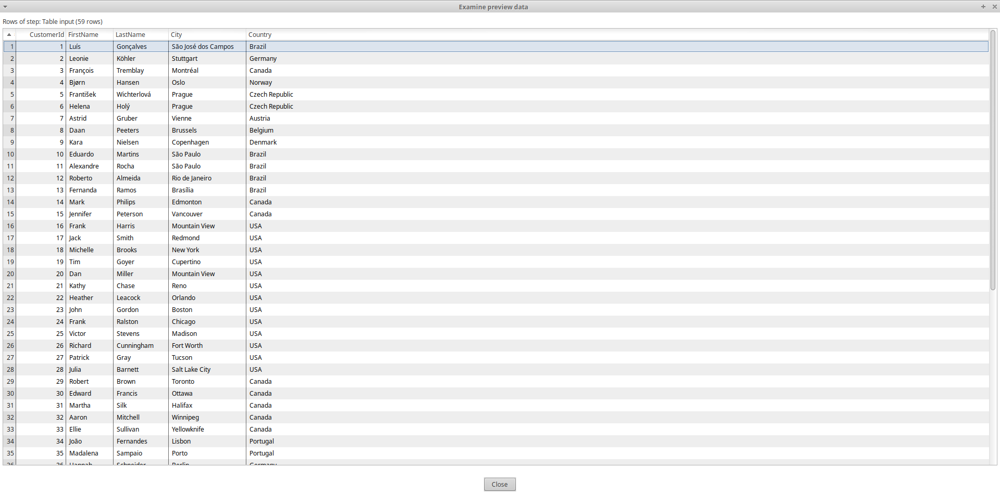 Examine preview data
Rows of step: Table input (59 rows)
CustomerId FirstName LastName City Country
1 1 Luís Gonçalves São José dos Campos Brazil
2 2 Leonie Köhler Stuttgart Germany
3 3 François Tremblay Montréal Canada
4 4 Bjørn Hansen Oslo Norway
5 5 František Wichterlová Prague Czech Republic
6 6 Helena Holý Prague Czech Republic
7 7 Astrid Gruber Vienne Austria
8 8 Daan Peeters Brussels Belgium
9 9 Kara Nielsen Copenhagen Denmark
10 10 Eduardo Martins São Paulo Brazil
11 11 Alexandre Rocha São Paulo Brazil
12 12 Roberto Almeida Rio de Janeiro Brazil
13 13 Fernanda Ramos Brasília Brazil
14 14 Mark Philips Edmonton Canada
15 15 Jennifer Peterson Vancouver Canada
16 16 Frank Harris Mountain View USA
17 17 Jack Smith Redmond USA
18 18 Michelle Brooks New York USA
19 19 Tim Goyer Cupertino USA
20 20 Dan Miller Mountain View USA
21 21 Kathy Chase Reno USA
22 22 Heather Leacock Orlando USA
23 23 John Gordon Boston USA
24 24 Frank Ralston Chicago USA
25 25 Victor Stevens Madison USA
26 26 Richard Cunningham Fort Worth USA
27 27 Patrick Gray Tucson USA
28 28 Julia Barnett Salt Lake City USA
29 29 Robert Brown Toronto Canada
30 30 Edward Francis Ottawa Canada
31 31 Martha Silk Halifax Canada
32 32 Aaron Mitchell Winnipeg Canada
33 33 Ellie Sullivan Yellowknife Canada
34 34 João Fernandes Lisbon Portugal
35 35 Madalena Sampaio Porto Portugal
36 36 Hannah Schneider Berlin Germany
Close